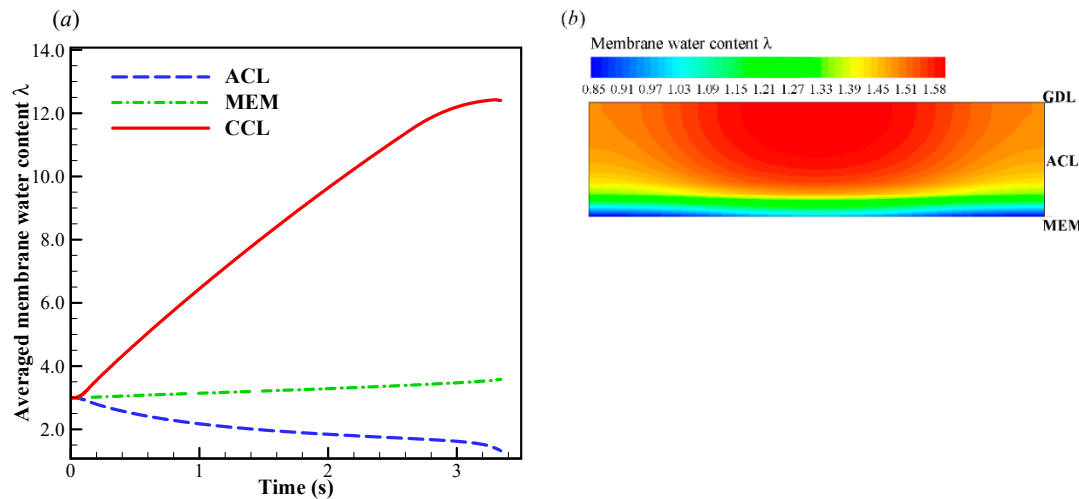 (a)
14.0
12.0
10.0
8.0
6.0
4.0
2.0
Averaged membrane water content λ
ACL
MEM
CCL
0
1
2
3
Time (s)
(b)
Membrane water content λ
0.85 0.91 0.97 1.03 1.09 1.15 1.21 1.27 1.33 1.39 1.45 1.51 1.58
GDL
ACL
MEM